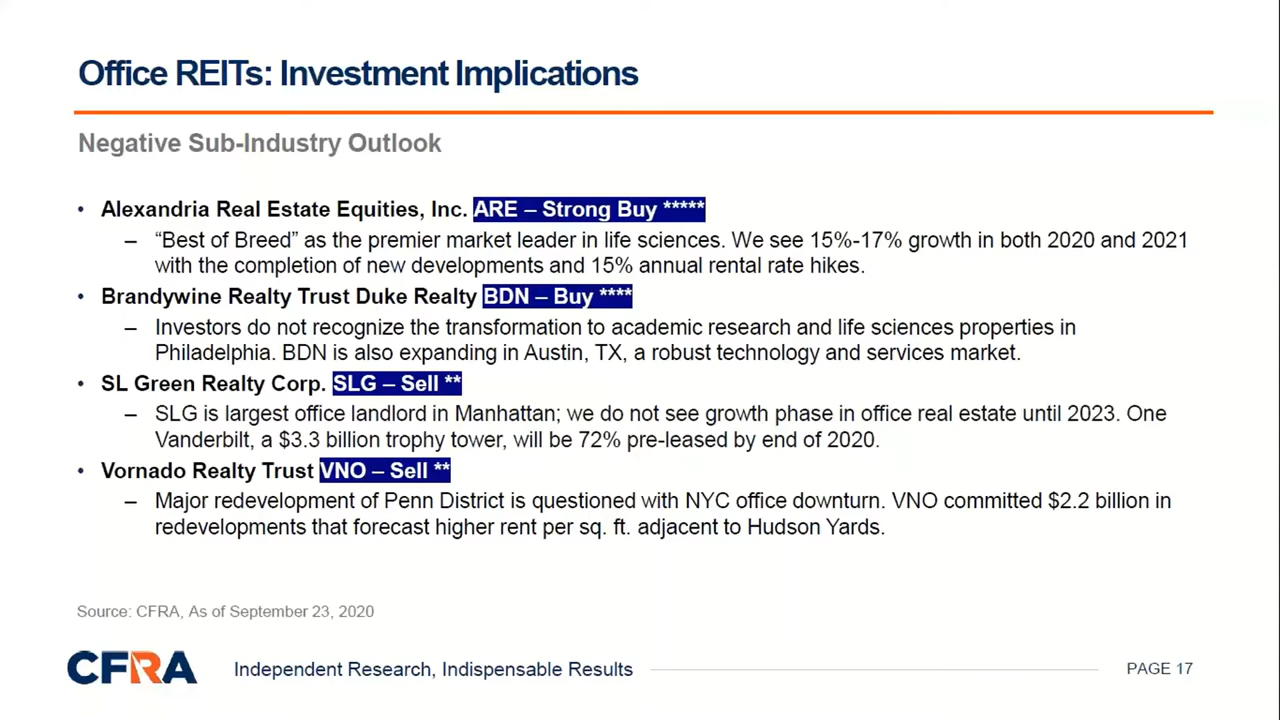 Office REITs: Investment Implications
Negative Sub-Industry Outlook
• Alexandria Real Estate Equities, Inc. ARE – Strong Buy *****
– “Best of Breed” as the premier market leader in life sciences. We see 15%-17% growth in both 2020 and 2021
with the completion of new developments and 15% annual rental rate hikes.
• Brandywine Realty Trust Duke Realty BDN – Buy ****
– Investors do not recognize the transformation to academic research and life sciences properties in
Philadelphia. BDN is also expanding in Austin, TX, a robust technology and services market.
• SL Green Realty Corp. SLG – Sell **
– SLG is largest office landlord in Manhattan; we do not see growth phase in office real estate until 2023. One
Vanderbilt, a $3.3 billion trophy tower, will be 72% pre-leased by end of 2020.
• Vornado Realty Trust VNO – Sell **
– Major redevelopment of Penn District is questioned with NYC office downturn. VNO committed $2.2 billion in
redevelopments that forecast higher rent per sq. ft. adjacent to Hudson Yards.
Source: CFRA, As of September 23, 2020
CFRA Independent Research, Indispensable Results PAGE 17